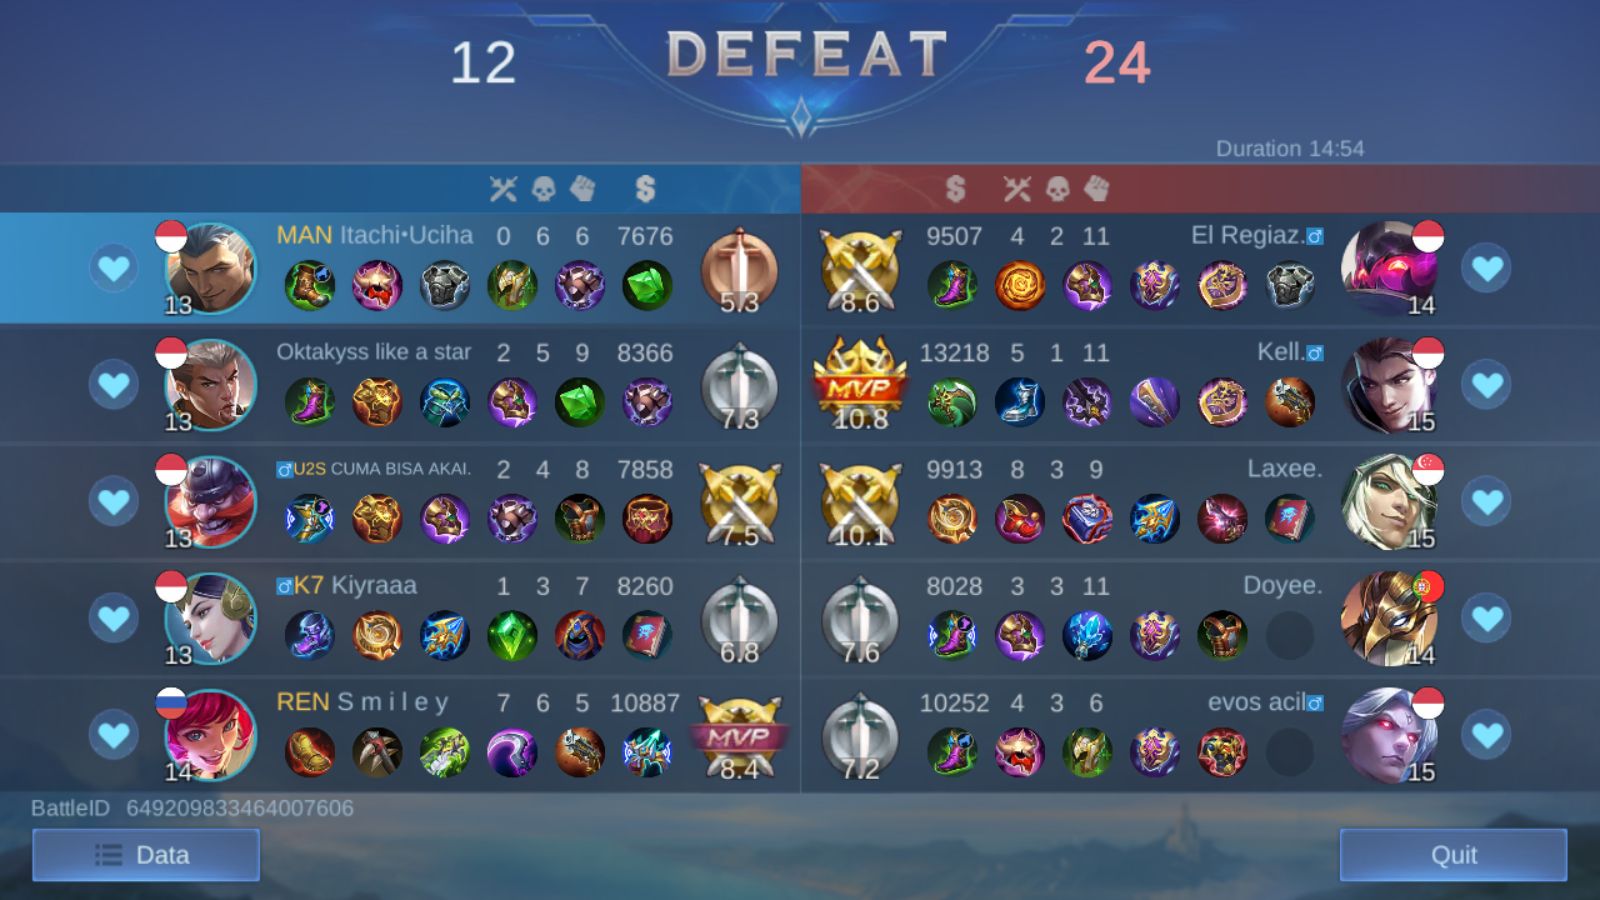 12 DEFEAT 24
Duration 14:54
MAN Itachi•Uciha 0 6 6 7676
13 5.3
9507 4 2 11 El Regiaz.♂
8.6 14
Oktakyss like a star 2 5 9 8366
13 7.3
13218 5 1 11 Kell.♂
MVP
10.8 15
♂U2S CUMA BISA AKAI. 2 4 8 7858
13 7.5
9913 8 3 9 Laxee.
10.1 15
♂K7 Kiyraaa 1 3 7 8260
13 6.8
8028 3 3 11 Doyee.
7.6 14
REN S m i l e y 7 6 5 10887
MVP
14 8.4
10252 4 3 6 evos acil♂
7.2 15
BattleID 649209833464007606
Data
Quit